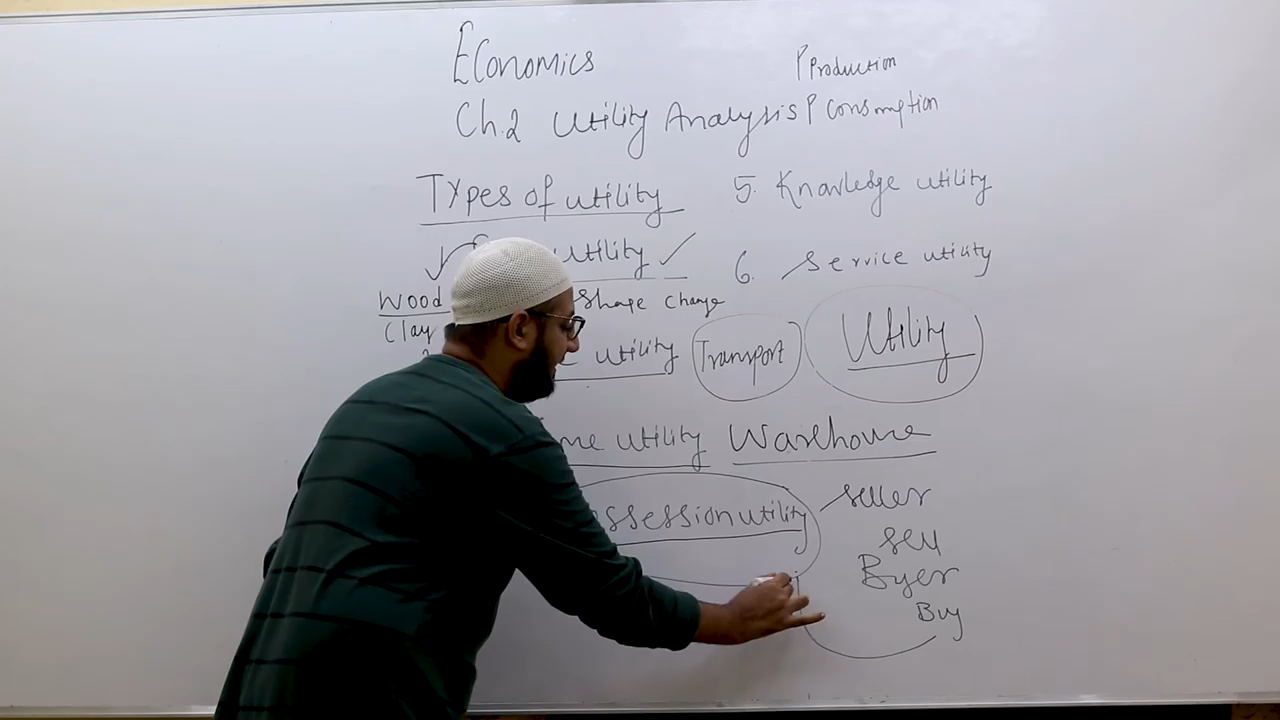 Economics
Ch.2 Utility Analysis
P Production
P Consumption
Types of utility
utility ✓
Wood
Shape Change
Clay
utility Transport
me utility Warehouse
ssession utility
5. Knowledge utility
6. Service utility
Utility
seller
sell
Byer
Buy